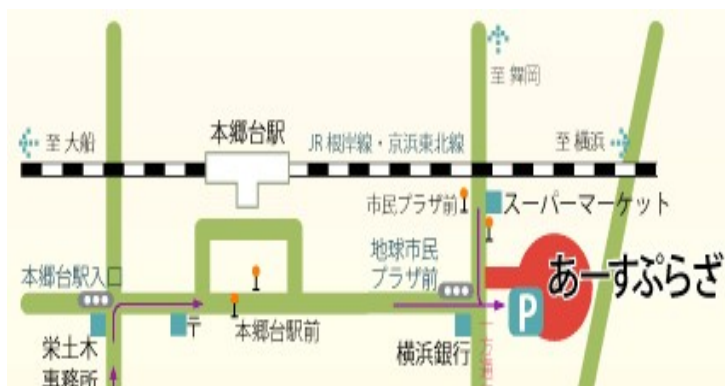 至 舞岡
至 大船
本郷台駅
JR 根岸線・京浜東北線
至 横浜
市民プラザ前
スーパーマーケット
地球市民
プラザ前
本郷台駅入口
あーすぷらざ
P
〒
本郷台駅前
栄土木
事務所
横浜銀行
一方通